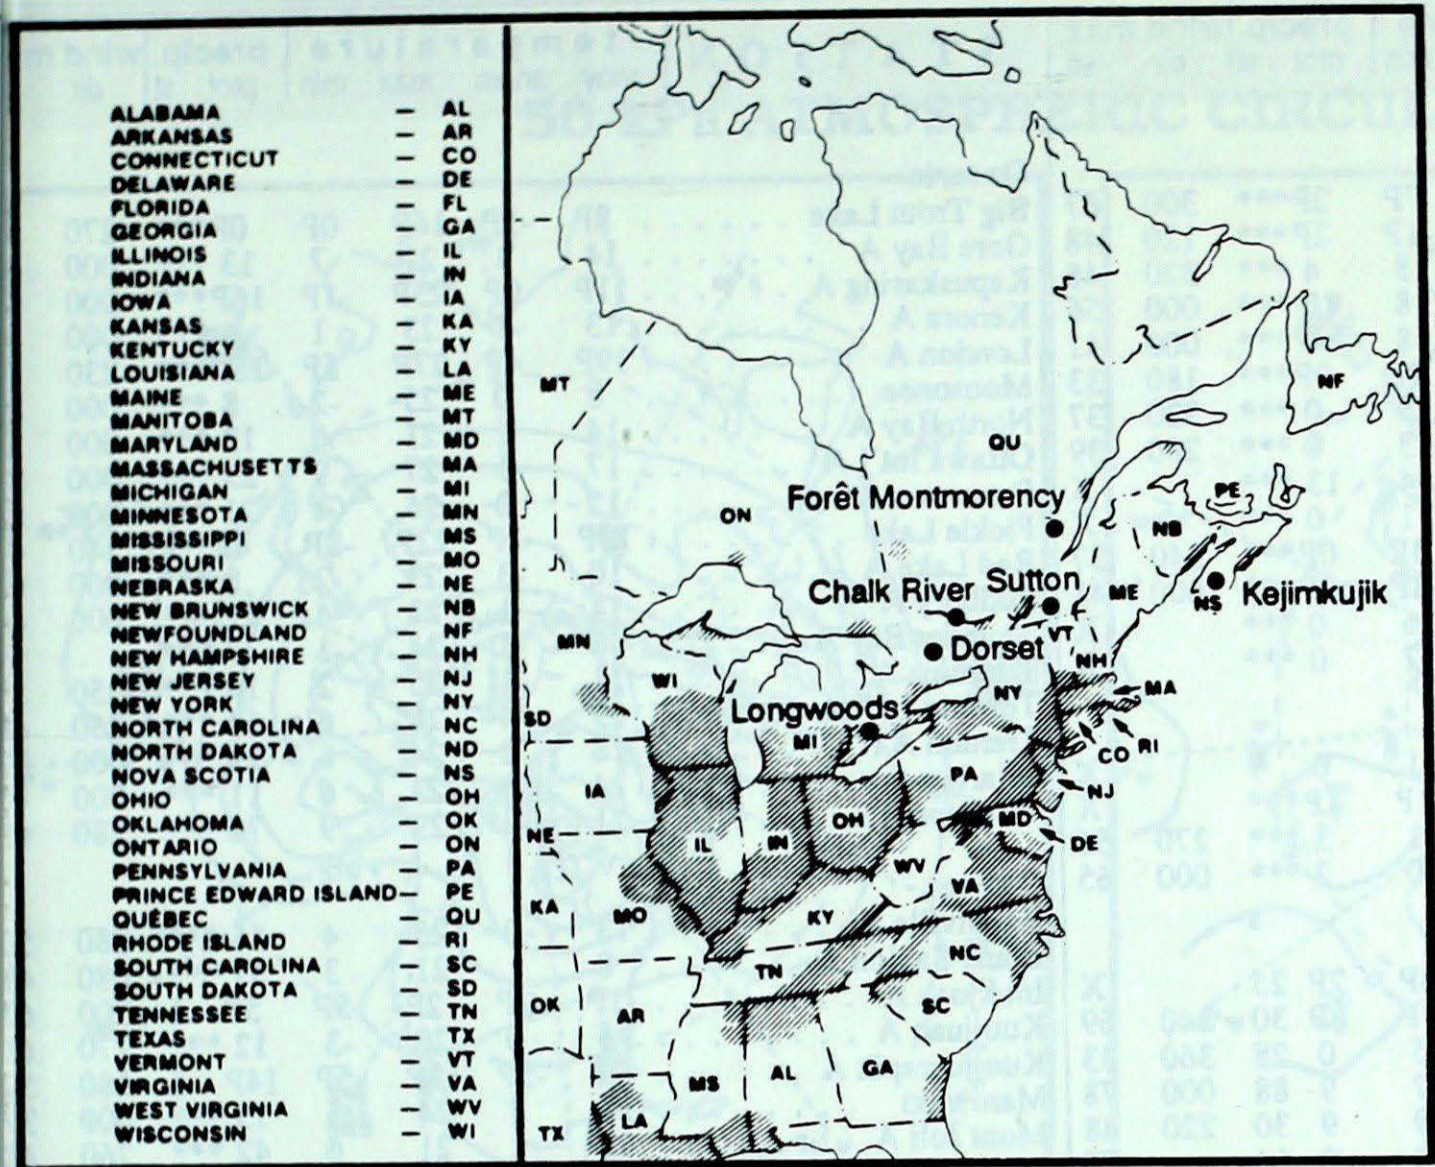 ALABAMA – AL
ARKANSAS – AR
CONNECTICUT – CO
DELAWARE – DE
FLORIDA – FL
GEORGIA – GA
ILLINOIS – IL
INDIANA – IN
IOWA – IA
KANSAS – KA
KENTUCKY – KY
LOUISIANA – LA
MAINE – ME
MANITOBA – MT
MARYLAND – MD
MASSACHUSETTS – MA
MICHIGAN – MI
MINNESOTA – MN
MISSISSIPPI – MS
MISSOURI – MO
NEBRASKA – NE
NEW BRUNSWICK – NB
NEWFOUNDLAND – NF
NEW HAMPSHIRE – NH
NEW JERSEY – NJ
NEW YORK – NY
NORTH CAROLINA – NC
NORTH DAKOTA – ND
NOVA SCOTIA – NS
OHIO – OH
OKLAHOMA – OK
ONTARIO – ON
PENNSYLVANIA – PA
PRINCE EDWARD ISLAND – PE
QUÉBEC – QU
RHODE ISLAND – RI
SOUTH CAROLINA – SC
SOUTH DAKOTA – SD
TENNESSEE – TN
TEXAS – TX
VERMONT – VT
VIRGINIA – VA
WEST VIRGINIA – WV
WISCONSIN – WI
MT
NF
QU
PE
Forêt Montmorency
ON
NB
Chalk River
Sutton
ME
NS
Kejimkujik
MN
VT
Dorset
NH
WI
NY
MA
Longwoods
SD
MI
CO
RI
PA
IA
NJ
OH
MD
NE
IL
IN
DE
WV
VA
KA
MO
KY
NC
TN
OK
AR
SC
MS
AL
GA
LA
TX